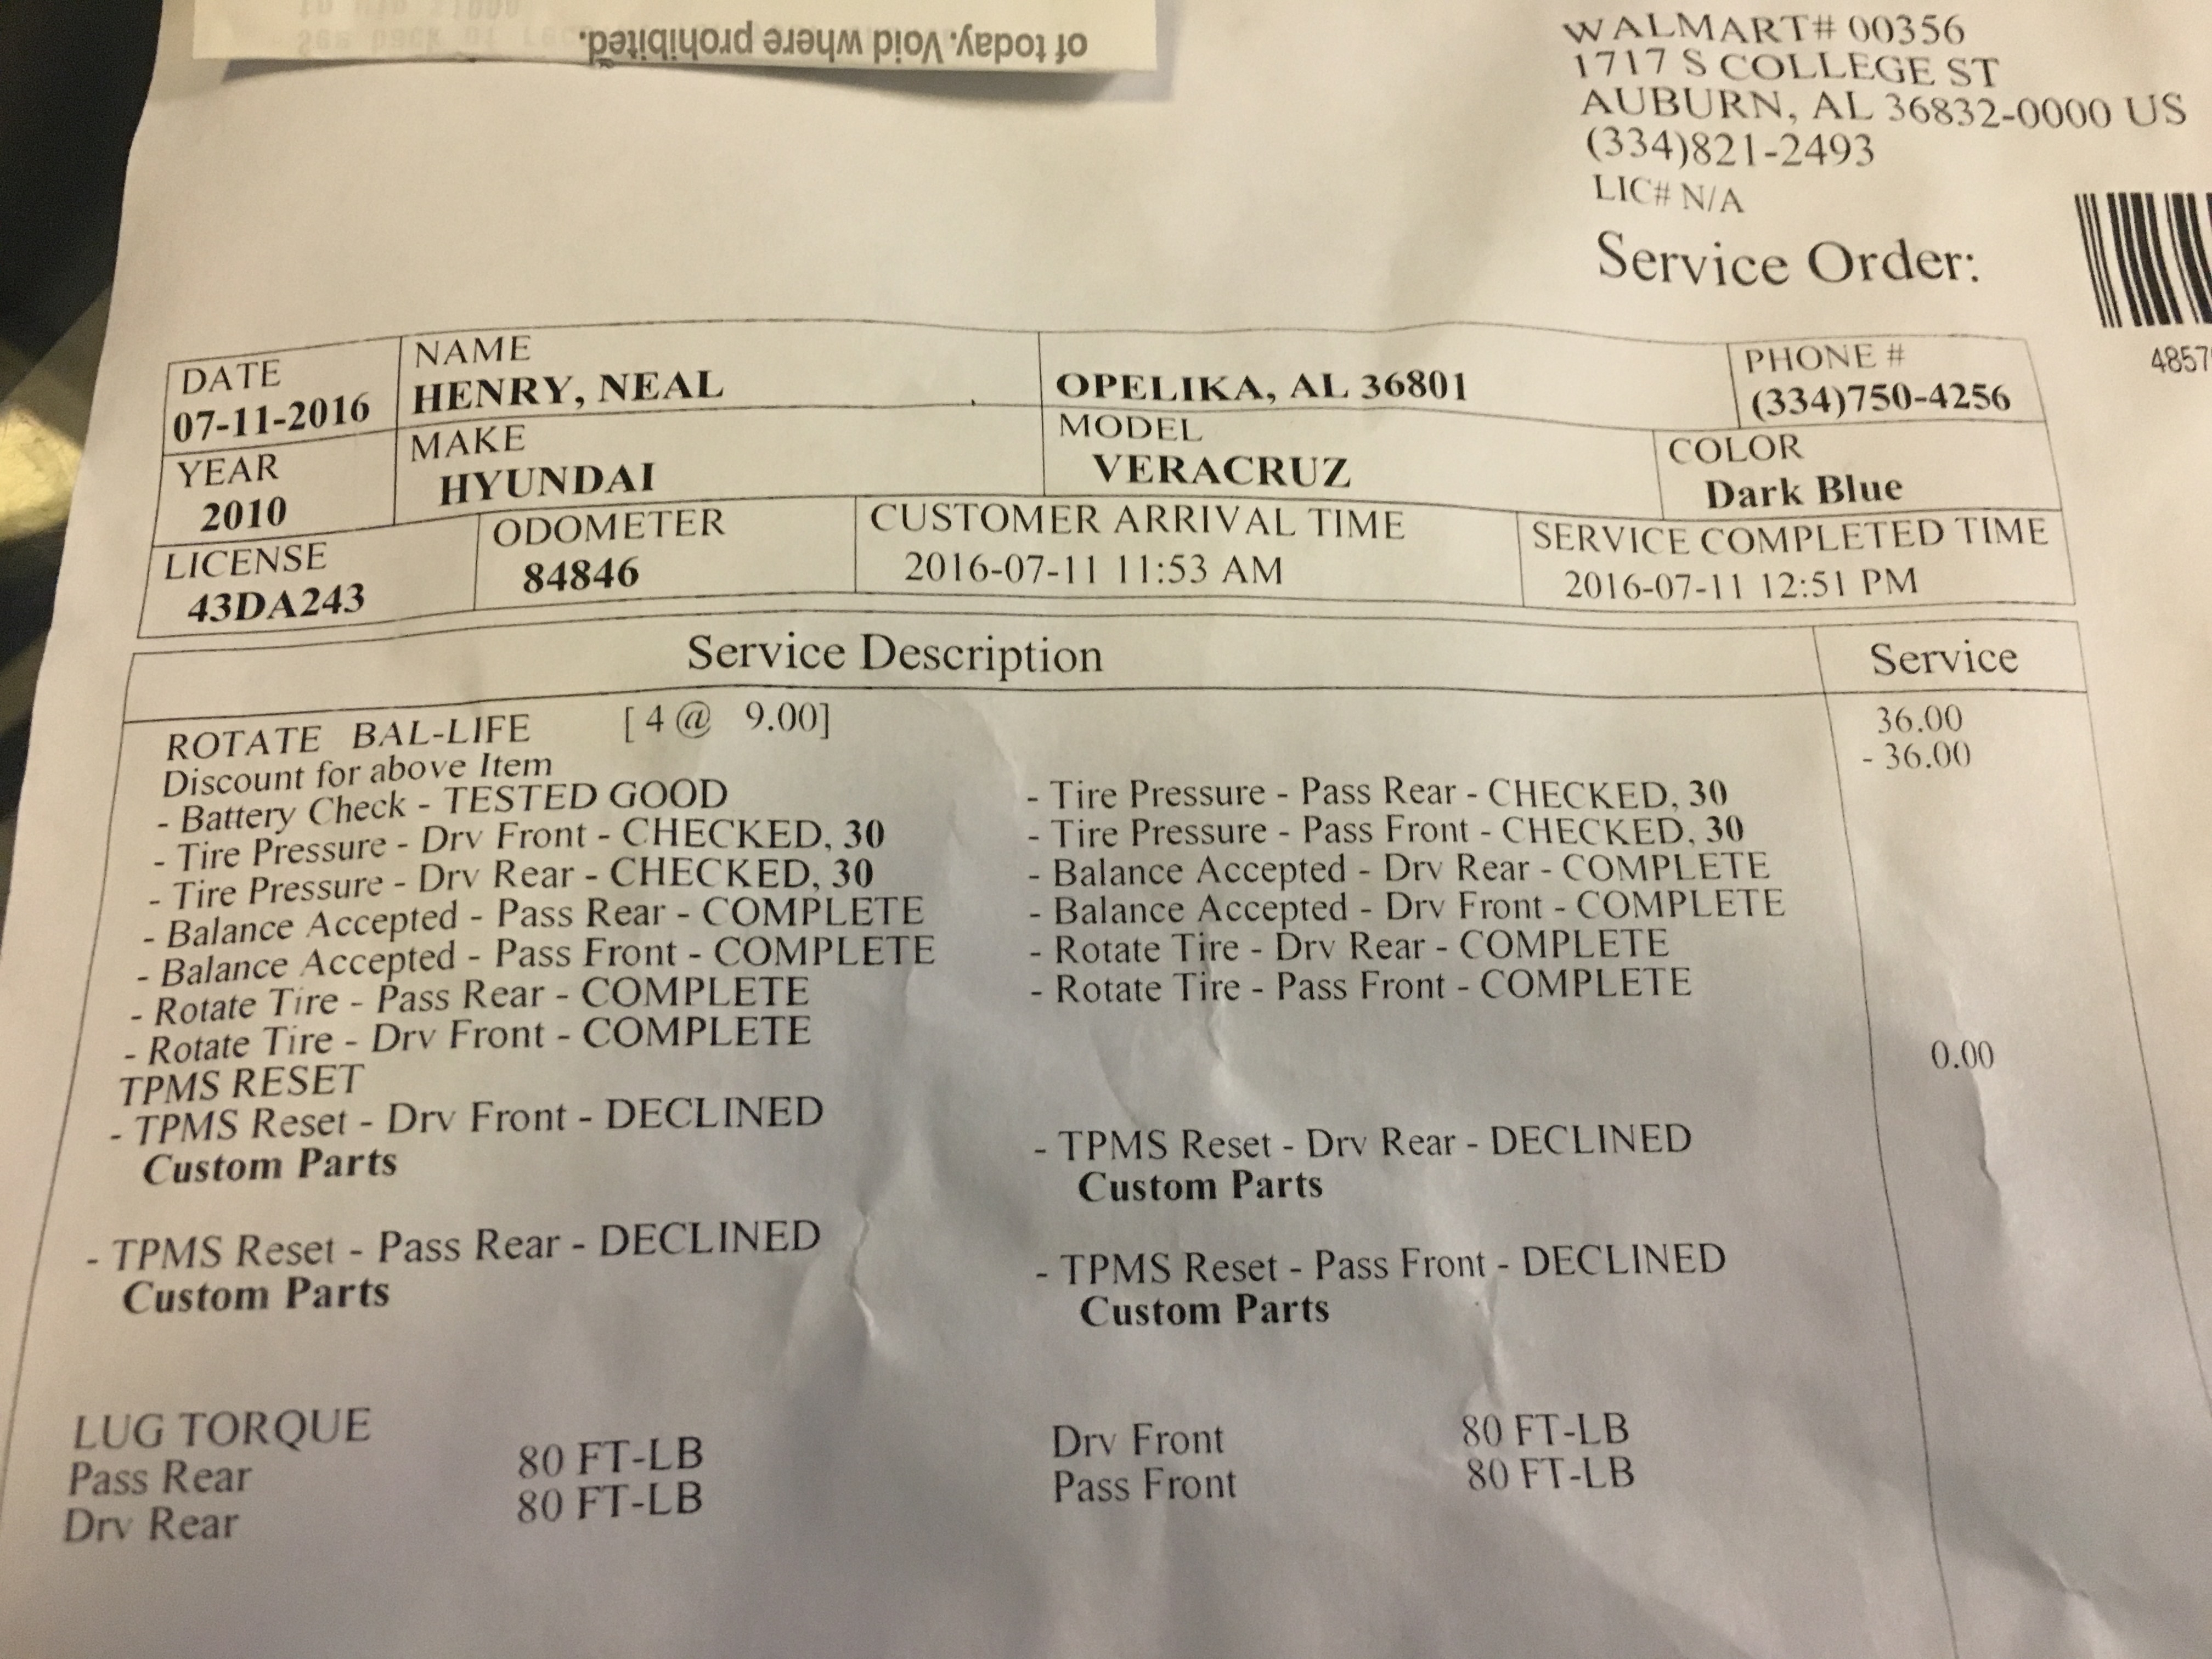 of today. Void where prohibited.
WALMART# 00356
1717 S COLLEGE ST
AUBURN, AL 36832-0000 US
(334)821-2493
LIC# N/A
Service Order:
4857
DATE NAME PHONE #
07-11-2016 HENRY, NEAL OPELIKA, AL 36801 (334)750-4256
YEAR MAKE MODEL COLOR
2010 HYUNDAI VERACRUZ Dark Blue
LICENSE ODOMETER CUSTOMER ARRIVAL TIME SERVICE COMPLETED TIME
43DA243 84846 2016-07-11 11:53 AM 2016-07-11 12:51 PM
Service Description Service
ROTATE BAL-LIFE [ 4 @ 9.00] 36.00
Discount for above Item - 36.00
- Battery Check - TESTED GOOD - Tire Pressure - Pass Rear - CHECKED, 30
- Tire Pressure - Drv Front - CHECKED, 30 - Tire Pressure - Pass Front - CHECKED, 30
- Tire Pressure - Drv Rear - CHECKED, 30 - Balance Accepted - Drv Rear - COMPLETE
- Balance Accepted - Pass Rear - COMPLETE - Balance Accepted - Drv Front - COMPLETE
- Balance Accepted - Pass Front - COMPLETE - Rotate Tire - Drv Rear - COMPLETE
- Rotate Tire - Pass Rear - COMPLETE - Rotate Tire - Pass Front - COMPLETE
- Rotate Tire - Drv Front - COMPLETE
TPMS RESET 0.00
- TPMS Reset - Drv Front - DECLINED - TPMS Reset - Drv Rear - DECLINED
Custom Parts Custom Parts
- TPMS Reset - Pass Rear - DECLINED - TPMS Reset - Pass Front - DECLINED
Custom Parts Custom Parts
LUG TORQUE
Pass Rear 80 FT-LB Drv Front 80 FT-LB
Drv Rear 80 FT-LB Pass Front 80 FT-LB